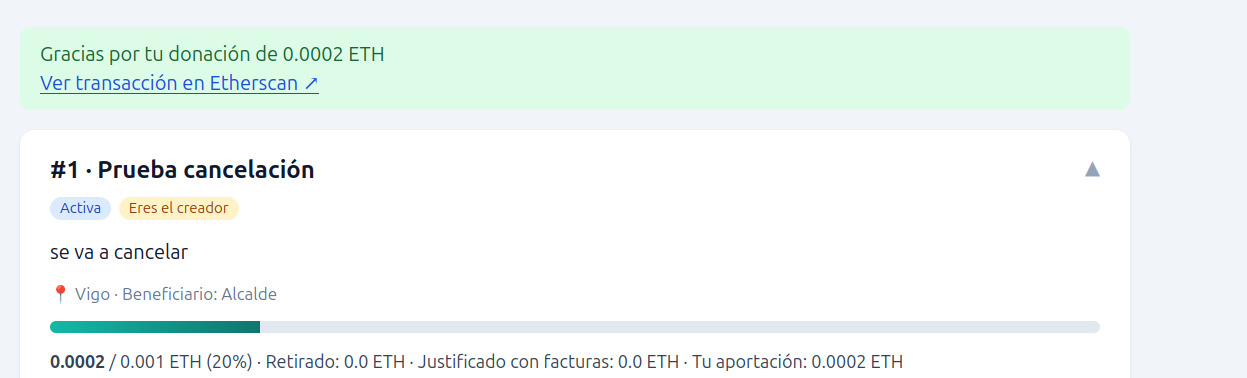 Gracias por tu donación de 0.0002 ETH
Ver transacción en Etherscan ↗
#1 · Prueba cancelación
Activa Eres el creador
se va a cancelar
📍 Vigo · Beneficiario: Alcalde
0.0002 / 0.001 ETH (20%) · Retirado: 0.0 ETH · Justificado con facturas: 0.0 ETH · Tu aportación: 0.0002 ETH